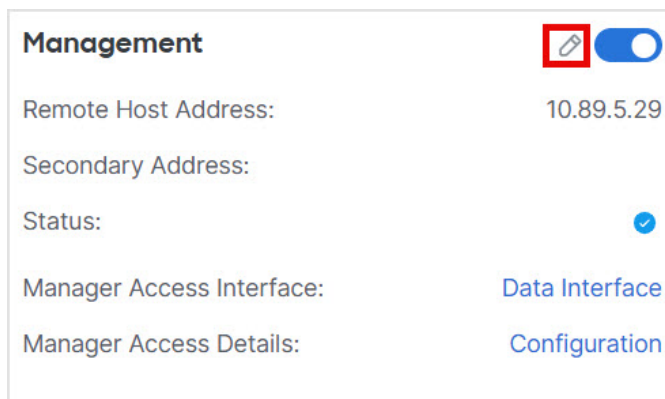 Management
Remote Host Address: 10.89.5.29
Secondary Address:
Status:
Manager Access Interface: Data Interface
Manager Access Details: Configuration